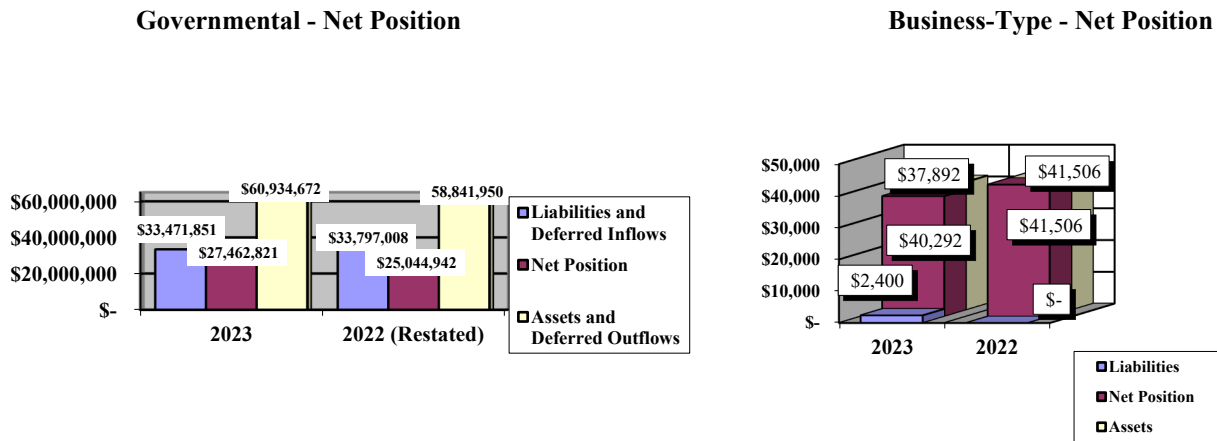 Governmental - Net Position
$60,000,000
$40,000,000
$20,000,000
$-
$60,934,672
58,841,950
$33,471,851
$27,462,821
$33,797,008
$25,044,942
2023
2022 (Restated)
Liabilities and
Deferred Inflows
Net Position
Assets and
Deferred Outflows
Business-Type - Net Position
$50,000
$40,000
$30,000
$20,000
$10,000
$-
$37,892
$41,506
$40,292
$41,506
$2,400
$-
2023
2022
Liabilities
Net Position
Assets